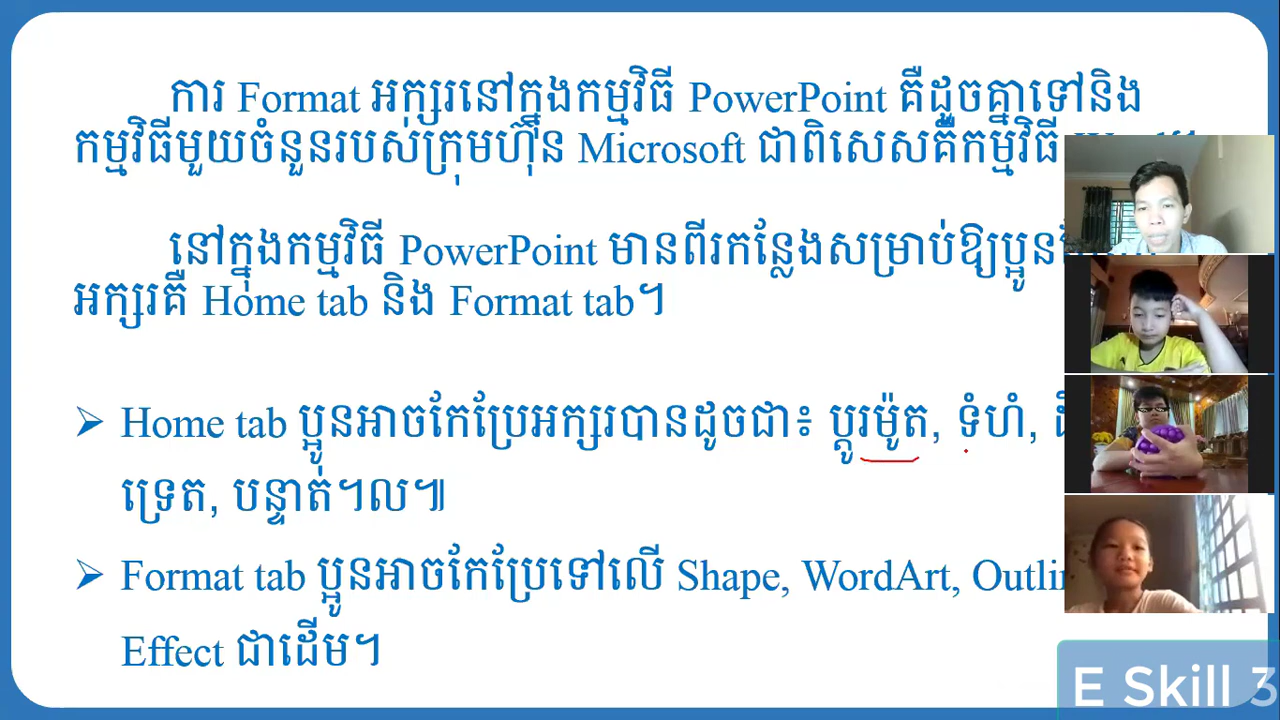 ការ Format អក្សរនៅក្នុងកម្មវិធី PowerPoint គឺដូចគ្នាទៅនិង
កម្មវិធីមួយចំនួនរបស់ក្រុមហ៊ុន Microsoft ជាពិសេសគឺកម្មវិធី
នៅក្នុងកម្មវិធី PowerPoint មានពីរកន្លែងសម្រាប់ឱ្យប្អូន
អក្សរគឺ Home tab និង Format tab។
➢ Home tab ប្អូនអាចកែប្រែអក្សរបានដូចជា៖ ប្តូរម៉ូត, ទំហំ,
ទ្រេត, បន្ទាត់។ល៕
➢ Format tab ប្អូនអាចកែប្រែទៅលើ Shape, WordArt,
Effect ជាដើម។
E Skill 3